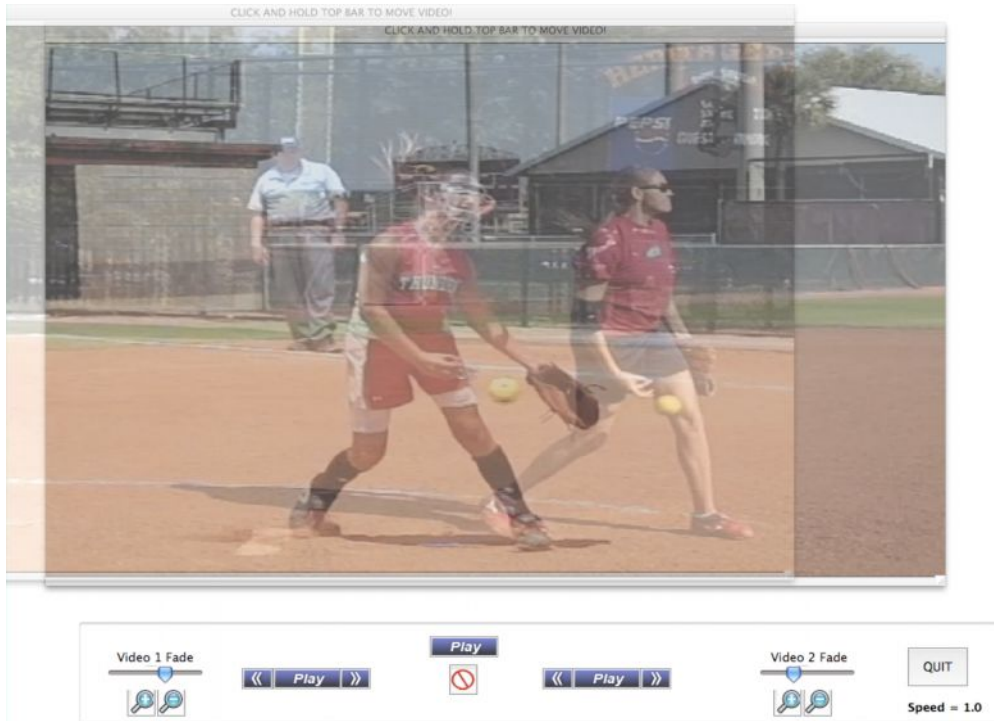 CLICK AND HOLD TOP BAR TO MOVE VIDEO!
CLICK AND HOLD TOP BAR TO MOVE VIDEO!
PEPSI
Video 1 Fade
Play
Play
Play
Video 2 Fade
QUIT
Speed = 1.0